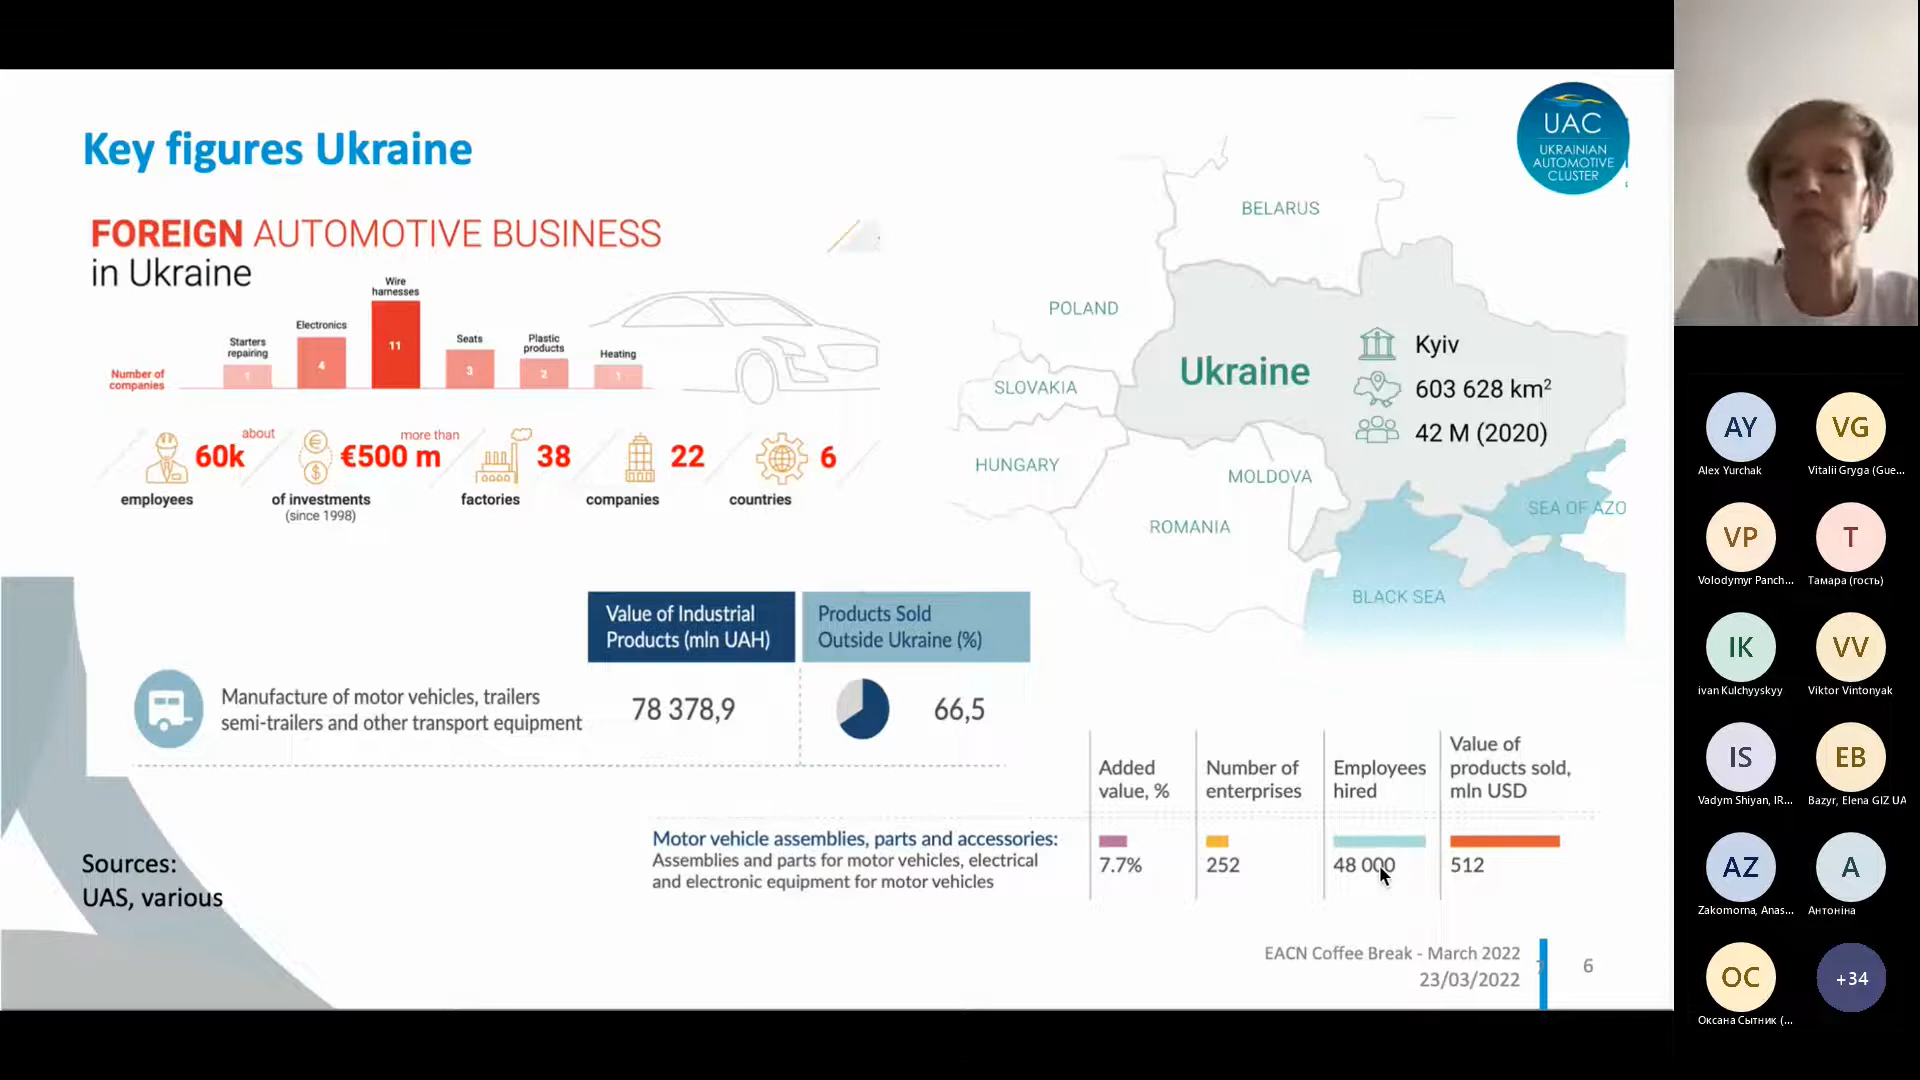 Key figures Ukraine
UAC
UKRAINIAN
AUTOMOTIVE
CLUSTER
FOREIGN AUTOMOTIVE BUSINESS
in Ukraine
Number of
companies
Starters
repairing
1
Electronics
4
Wire
harnesses
11
Seats
3
Plastic
products
2
Heating
1
about
60k
employees
more than
€500 m
of investments
(since 1998)
38
factories
22
companies
6
countries
BELARUS
POLAND
SLOVAKIA
HUNGARY
MOLDOVA
ROMANIA
Ukraine
Kyiv
603 628 km²
42 M (2020)
SEA OF AZO
BLACK SEA
Value of Industrial
Products (mln UAH)
Products Sold
Outside Ukraine (%)
Manufacture of motor vehicles, trailers
semi-trailers and other transport equipment
78 378,9
66,5
Added
value, %
Number of
enterprises
Employees
hired
Value of
products sold,
mln USD
Motor vehicle assemblies, parts and accessories:
Assemblies and parts for motor vehicles, electrical
and electronic equipment for motor vehicles
7.7%
252
48 000
512
Sources:
UAS, various
EACN Coffee Break - March 2022
23/03/2022
6
AY
Alex Yurchak
VG
Vitalii Gryga (Gue...
VP
Volodymyr Panch...
T
Тамара (гость)
IK
ivan Kulchyyskyy
VV
Viktor Vintonyak
IS
Vadym Shiyan, IR...
EB
Bazyr, Elena GIZ UA
AZ
Zakomorna, Anas...
A
Антоніна
OC
Оксана Сытник (...
+34